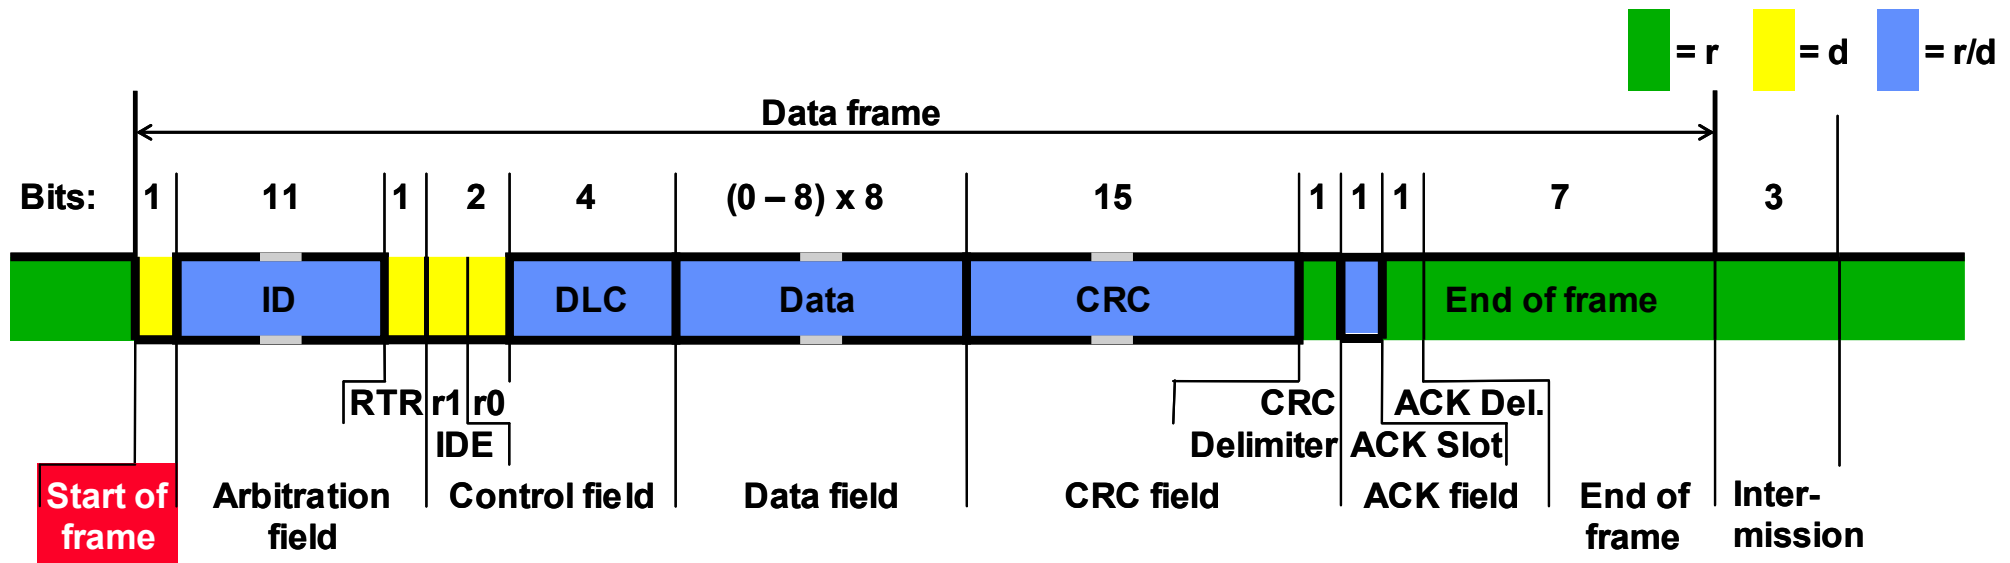 = r = d = r/d
Data frame
Bits: 1 11 1 2 4 (0 – 8) x 8 15 1 1 1 7 3
ID DLC Data CRC End of frame
RTR r1 r0 CRC ACK Del.
IDE Delimiter ACK Slot
Start of Arbitration Control field Data field CRC field ACK field End of Inter-
frame field frame mission